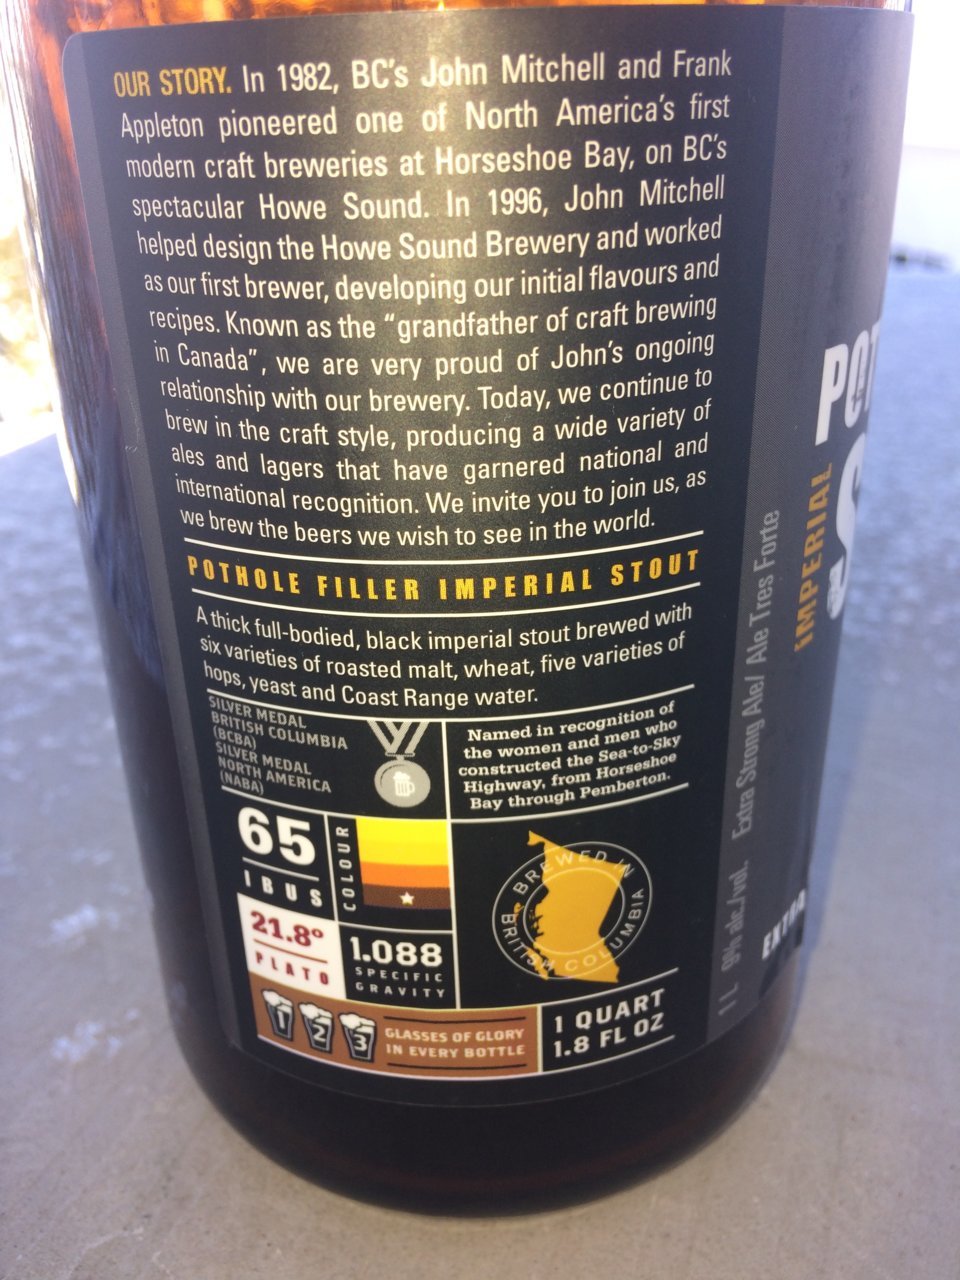 OUR STORY. In 1982, BC's John Mitchell and Frank
Appleton pioneered one of North America's first
modern craft breweries at Horseshoe Bay, on BC's
spectacular Howe Sound. In 1996, John Mitchell
helped design the Howe Sound Brewery and worked
as our first brewer, developing our initial flavours and
recipes. Known as the "grandfather of craft brewing
in Canada", we are very proud of John's ongoing
relationship with our brewery. Today, we continue to
brew in the craft style, producing a wide variety of
ales and lagers that have garnered national and
international recognition. We invite you to join us, as
we brew the beers we wish to see in the world.
POTHOLE FILLER IMPERIAL STOUT
A thick full-bodied, black imperial stout brewed with
six varieties of roasted malt, wheat, five varieties of
hops, yeast and Coast Range water.
SILVER MEDAL
BRITISH COLUMBIA
(BCBA)
SILVER MEDAL
NORTH AMERICA
(NABA)
Named in recognition of
the women and men who
constructed the Sea-to-Sky
Highway, from Horseshoe
Bay through Pemberton.
65
IBUS
COLOUR
21.8°
PLATO
1.088
SPECIFIC
GRAVITY
BREWED IN
BRITISH COLUMBIA
1 2 3
GLASSES OF GLORY
IN EVERY BOTTLE
1 QUART
1.8 FL OZ
1 L 9% alc./vol. Extra Strong Ale/ Ale Tres Forte
IMPERIAL